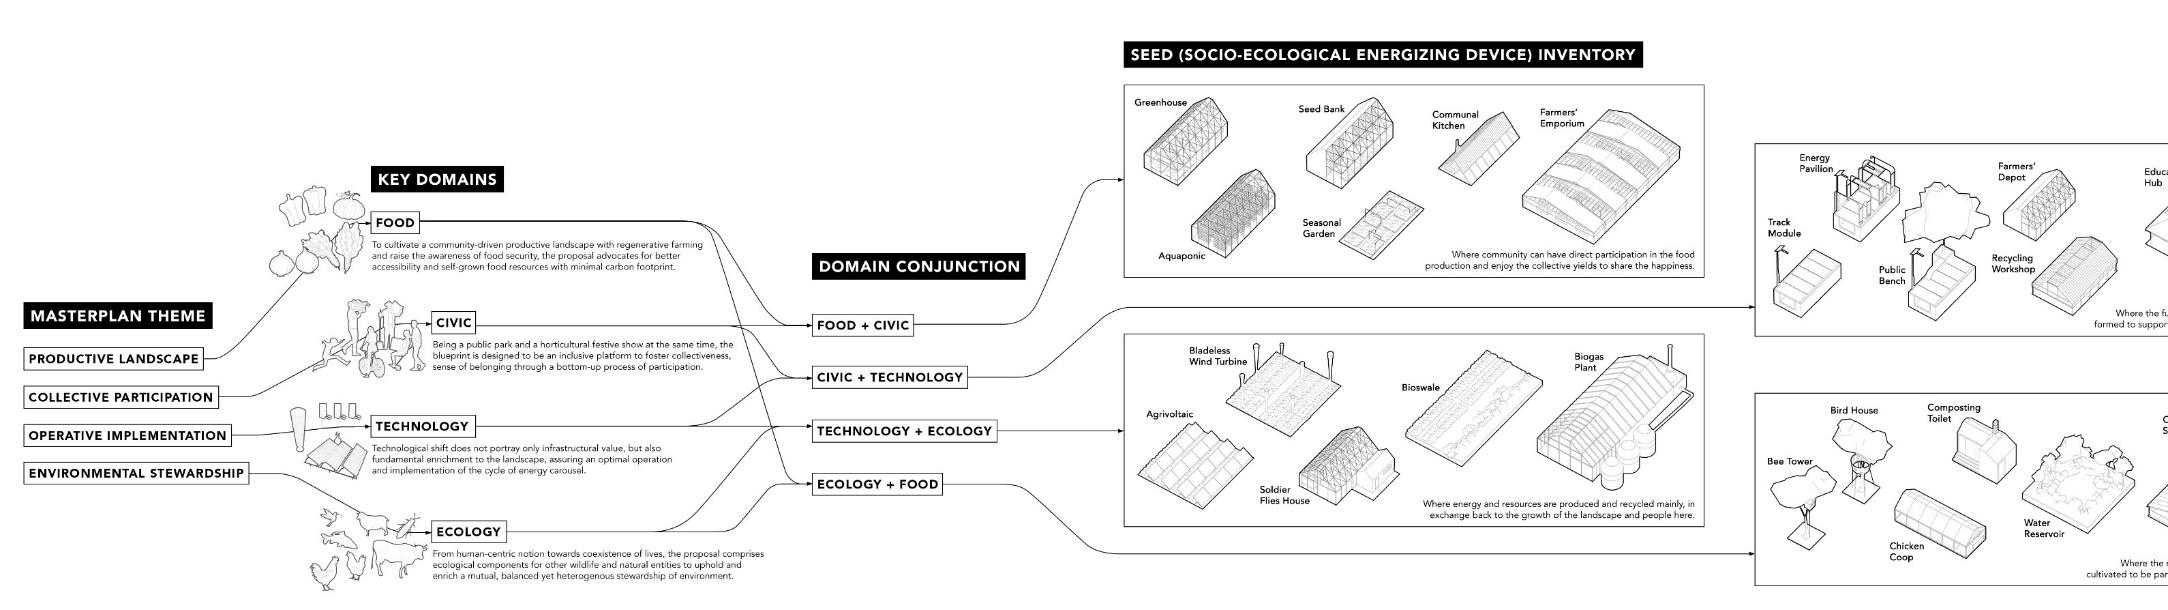 MASTERPLAN THEME
PRODUCTIVE LANDSCAPE
COLLECTIVE PARTICIPATION
OPERATIVE IMPLEMENTATION
ENVIRONMENTAL STEWARDSHIP
KEY DOMAINS
FOOD
To cultivate a community-driven productive landscape with regenerative farming
and raise the awareness of food security, the proposal advocates for better
accessibility and self-grown food resources with minimal carbon footprint.
CIVIC
Being a public park and a horticultural festive show at the same time, the
blueprint is designed to be an inclusive platform to foster collectiveness,
sense of belonging through a bottom-up process of participation.
TECHNOLOGY
Technological shift does not portray only infrastructural value, but also
fundamental enrichment to the landscape, assuring an optimal operation
and implementation of the cycle of energy carousel.
ECOLOGY
From human-centric notion towards coexistence of lives, the proposal comprises
ecological components for other wildlife and natural entities to uphold and
enrich a mutual, balanced yet heterogenous stewardship of environment.
DOMAIN CONJUNCTION
FOOD + CIVIC
CIVIC + TECHNOLOGY
TECHNOLOGY + ECOLOGY
ECOLOGY + FOOD
SEED (SOCIO-ECOLOGICAL ENERGIZING DEVICE) INVENTORY
Greenhouse
Seed Bank
Communal
Kitchen
Farmers'
Emporium
Aquaponic
Seasonal
Garden
Where community can have direct participation in the food
production and enjoy the collective yields to share the happiness.
Bladeless
Wind Turbine
Biogas
Plant
Bioswale
Agrivoltaic
Soldier
Flies House
Where energy and resources are produced and recycled mainly, in
exchange back to the growth of the landscape and people here.
Energy
Pavilion
Farmers'
Depot
Hub
Track
Module
Public
Bench
Recycling
Workshop
Where the
formed to suppor
Bird House
Composting
Toilet
Bee Tower
Chicken
Coop
Water
Reservoir
Where the
cultivated to be